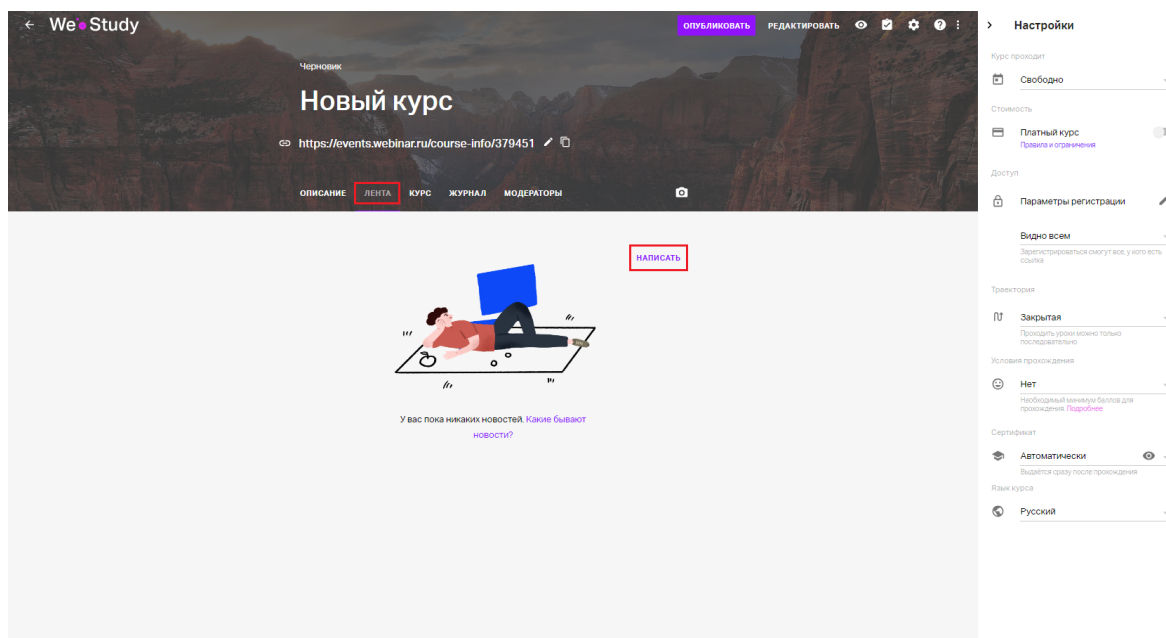 We Study
ОПУБЛИКОВАТЬ РЕДАКТИРОВАТЬ
Черновик
Новый курс
https://events.webinar.ru/course-info/379451
ОПИСАНИЕ ЛЕНТА КУРС ЖУРНАЛ МОДЕРАТОРЫ
НАПИСАТЬ
У вас пока никаких новостей. Какие бывают
новости?
Настройки
Курс проходит
Свободно
Стоимость
Платный курс
Правила и ограничения
Доступ
Параметры регистрации
Видно всем
Зарегистрироваться смогут все, у кого есть
ссылка
Траектория
Закрытая
Проходить уроки можно только
последовательно
Условия прохождения
Нет
Необходимый минимум баллов для
прохождения. Подробнее
Сертификат
Автоматически
Выдаётся сразу после прохождения
Язык курса
Русский